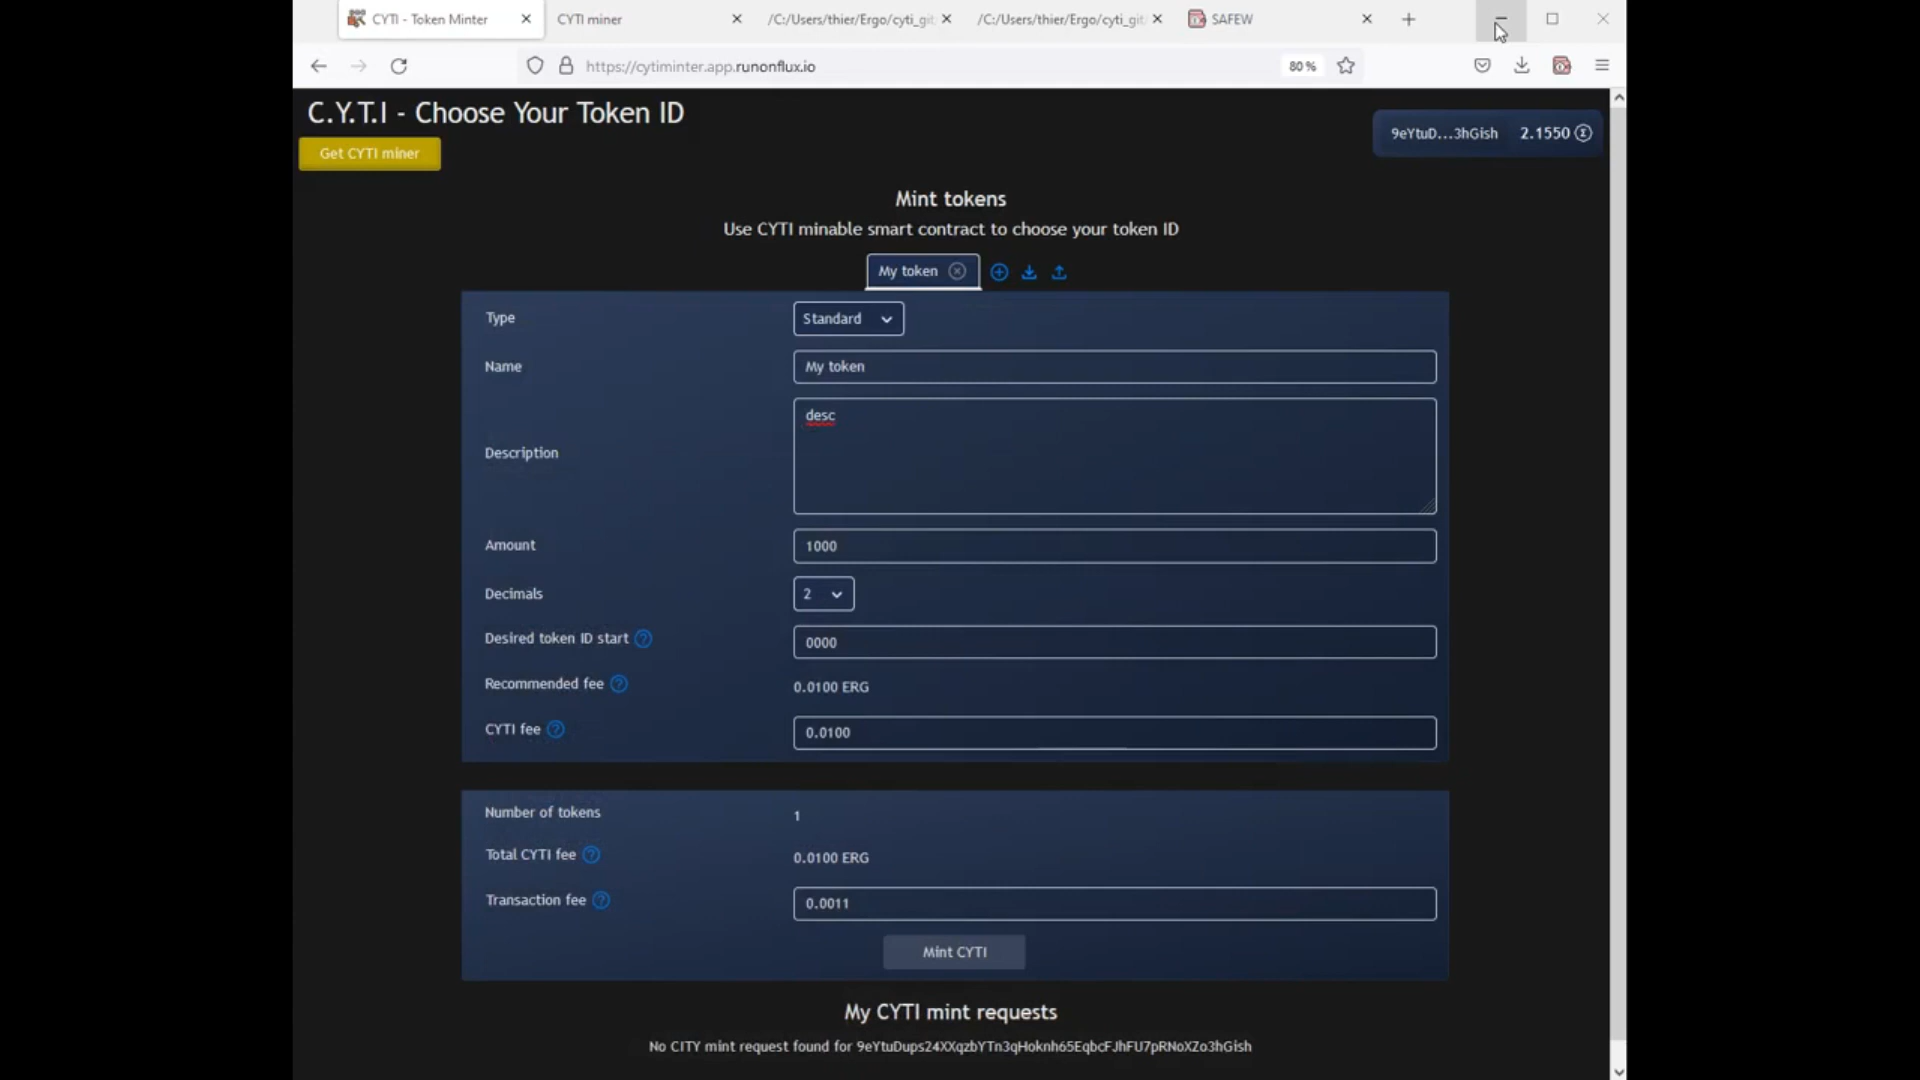 CYTI - Token Minter
CYTI miner
/C:/Users/thier/Ergo/cyti_git
/C:/Users/thier/Ergo/cyti_git
SAFEW
https://cytiminter.app.runonflux.io
80 %
C.Y.T.I - Choose Your Token ID
Get CYTI miner
9eYtuD...3hGish 2.1550
Mint tokens
Use CYTI minable smart contract to choose your token ID
My token
Type
Standard
Name
My token
Description
desc
Amount
1000
Decimals
2
Desired token ID start
0000
Recommended fee
0.0100 ERG
CYTI fee
0.0100
Number of tokens
1
Total CYTI fee
0.0100 ERG
Transaction fee
0.0011
Mint CYTI
My CYTI mint requests
No CITY mint request found for 9eYtuDups24XXqzbYTn3qHoknh65EqbcFJhFU7pRNoXZo3hGish